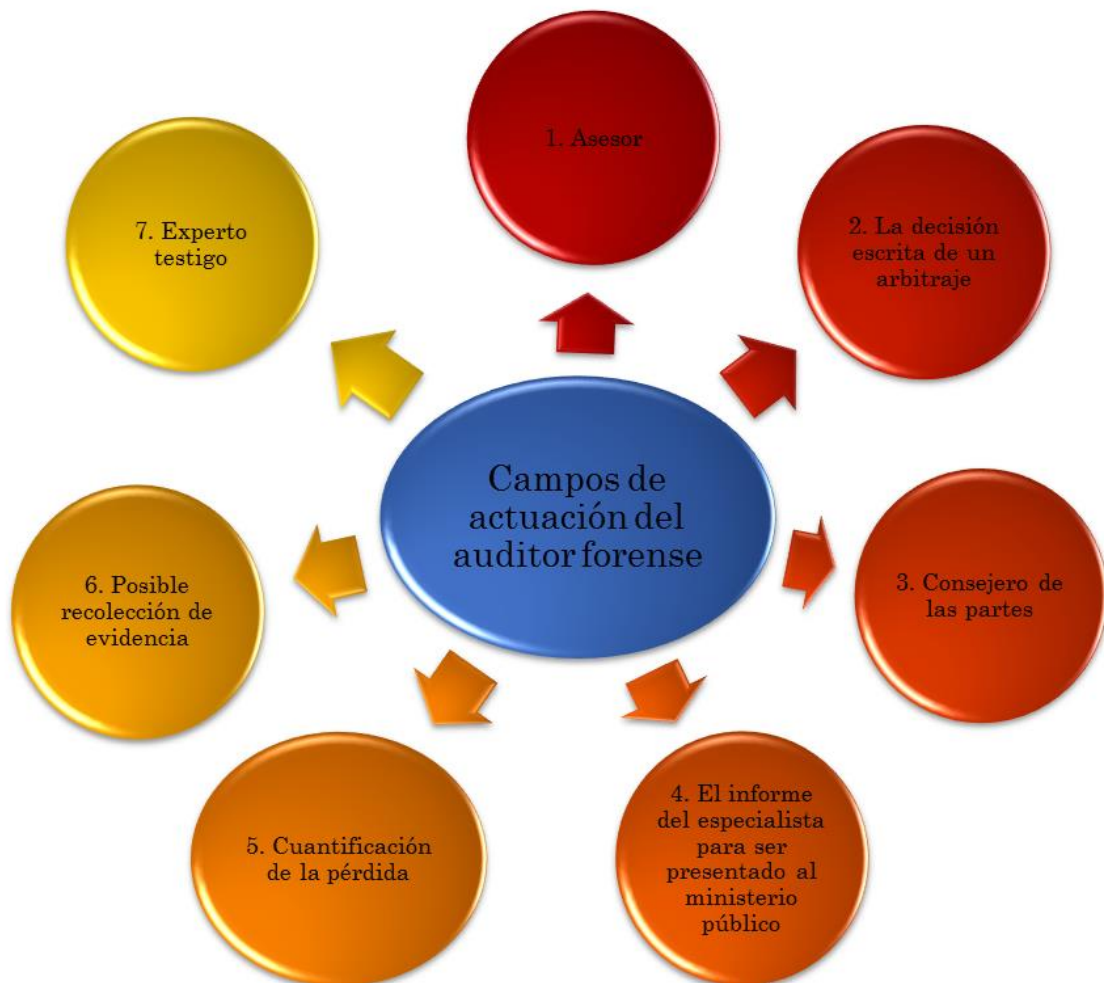 1. Asesor
2. La decisión
escrita de un
arbitraje
3. Consejero de
las partes
4. El informe
del especialista
para ser
presentado al
ministerio
público
5. Cuantificación
de la pérdida
6. Posible
recolección de
evidencia
7. Experto
testigo
Campos de
actuación del
auditor forense